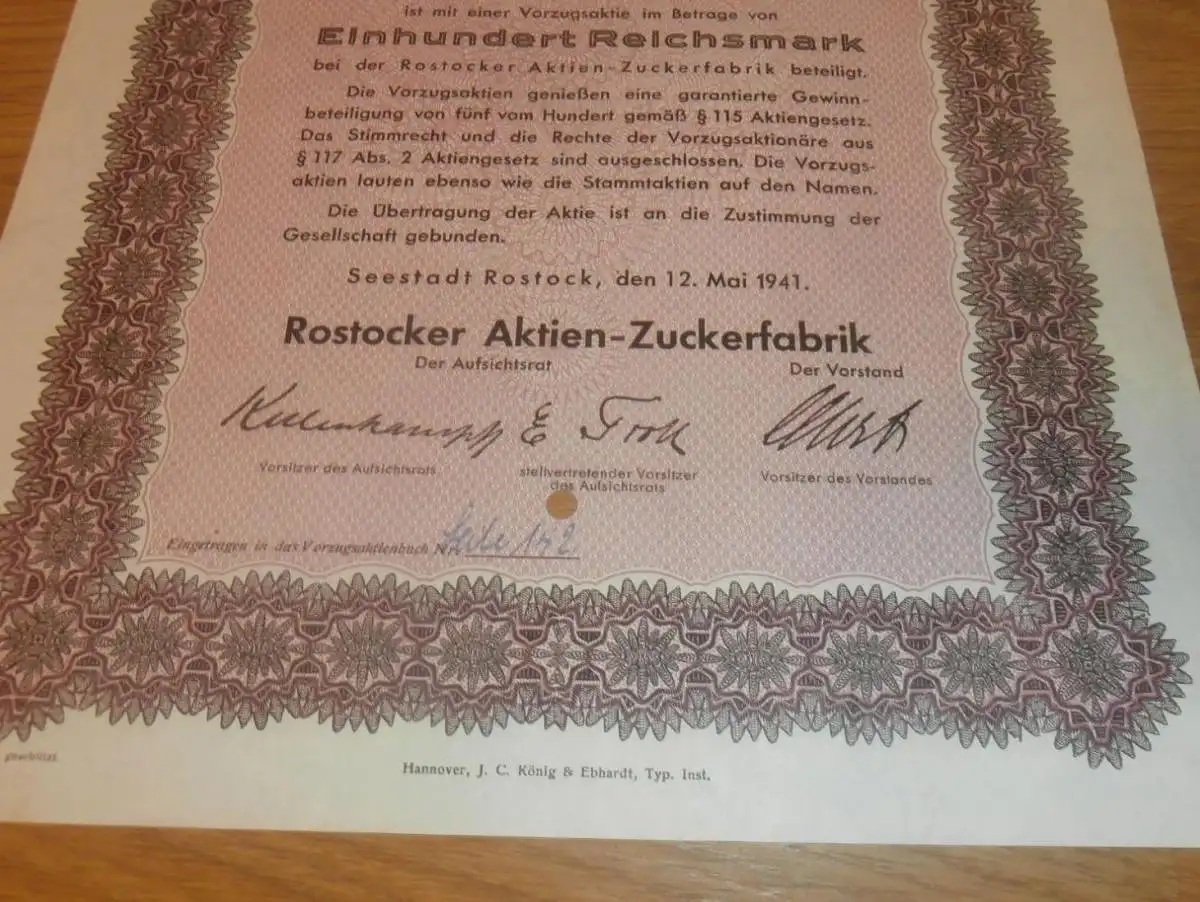 ist mit einer Vorzugsaktie im Betrage von
Einhundert Reichsmark
bei der Rostocker Aktien-Zuckerfabrik beteiligt.
Die Vorzugsaktien genießen eine garantierte Gewinn-
beteiligung von fünf vom Hundert gemäß § 115 Aktiengesetz.
Das Stimmrecht und die Rechte der Vorzugsaktionäre aus
§ 117 Abs. 2 Aktiengesetz sind ausgeschlossen. Die Vorzugs-
aktien lauten ebenso wie die Stammtaktien auf den Namen.
Die Übertragung der Aktie ist an die Zustimmung der
Gesellschaft gebunden.
Seestadt Rostock, den 12. Mai 1941.
Rostocker Aktien-Zuckerfabrik
Der Aufsichtsrat Der Vorstand
Kulenkampff E
Vorsitzer des Aufsichtsrats stellvertretender Vorsitzer Vorsitzer des Vorstandes
des Aufsichtsrats
Eingetragen in das Vorzugsaktienbuch Nr. Seite 142
Hannover, J. C. König & Ebhardt, Typ. Inst.